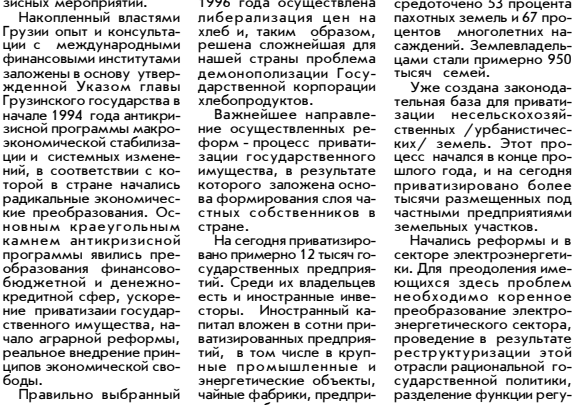 зисных мероприятий.
Накопленный властями
Грузии опыт и консульта-
ции с международными
финансовыми институтами
заложены в основу утвер-
жденной Указом главы
Грузинского государства в
начале 1994 года антикри-
зисной программы макро-
экономической стабилиза-
ции и системных измене-
ний, в соответствии с ко-
торой в стране начались
радикальные экономичес-
кие преобразования. Ос-
новным краеугольным
камнем антикризисной
программы явились пре-
образования финансово-
бюджетной и денежно-
кредитной сфер, ускоре-
ние приватизаии государ-
ственного имущества, на-
чало аграрной реформы,
реальное внедрение прин-
ципов экономической сво-
боды.
Правильно выбранный
1996 года осуществлена
либерализация цен на
хлеб и, таким образом,
решена сложнейшая для
нашей страны проблема
демонополизации Госу-
дарственной корпорации
хлебопродуктов.
Важнейшее направле-
ние осуществленных ре-
форм - процесс привати-
зации государственного
имущества, в результате
которого заложена осно-
ва формирования слоя ча-
стных собственников в
стране.
На сегодня приватизиро-
вано примерно 12 тысяч го-
сударственных предприя-
тий. Среди их владельцев
есть и иностранные инве-
сторы. Иностранный ка-
питал вложен в сотни при-
ватизированных предприя-
тий, в том числе в круп-
ные промышленные и
энергетические объекты,
чайные фабрики, предпри-
средоточено 53 процента
пахотных земель и 67 про-
центов многолетних на-
саждений. Землевладель-
цами стали примерно 950
тысяч семей.
Уже создана законода-
тельная база для привати-
зации несельскохозяй-
ственных /урбанистичес-
ких/ земель. Этот про-
цесс начался в конце про-
шлого года, и на сегодня
приватизировано более
тысячи размещенных под
частными предприятиями
земельных участков.
Начались реформы и в
секторе электроэнергети-
ки. Для преодоления име-
ющихся здесь проблем
необходимо коренное
преобразование электро-
энергетического сектора,
проведение в результате
реструктуризации этой
отрасли рациональной го-
сударственной политики,
разделение функции регу-